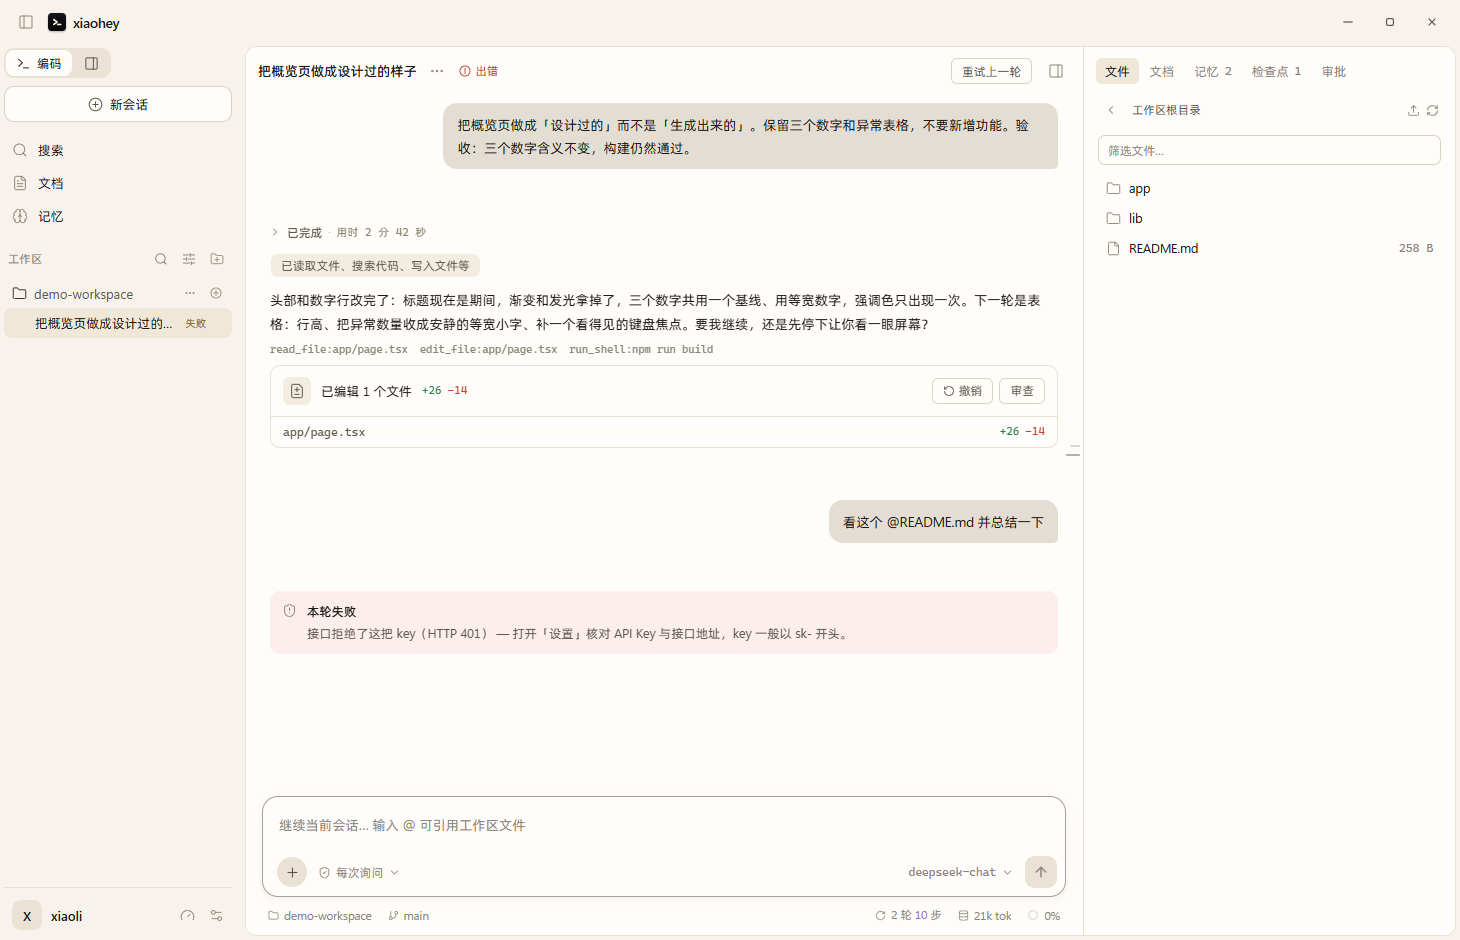 xiaohey
编码
新会话
搜索
文档
记忆
工作区
demo-workspace
把概览页做成设计过的... 失败
X xiaoli
把概览页做成设计过的样子 ··· 出错
重试上一轮
把概览页做成「设计过的」而不是「生成出来的」。保留三个数字和异常表格，不要新增功能。验
收：三个数字含义不变，构建仍然通过。
已完成 · 用时 2 分 42 秒
已读取文件、搜索代码、写入文件等
头部和数字行改完了：标题现在是期间，渐变和发光拿掉了，三个数字共用一个基线、用等宽数字，强调色只出现一次。下一轮是表
格：行高、把异常数量收成安静的等宽小字、补一个看得见的键盘焦点。要我继续，还是先停下让你看一眼屏幕？
read_file:app/page.tsx edit_file:app/page.tsx run_shell:npm run build
已编辑 1 个文件 +26 −14
撤销 审查
app/page.tsx +26 −14
看这个 @README.md 并总结一下
本轮失败
接口拒绝了这把 key（HTTP 401） — 打开「设置」核对 API Key 与接口地址，key 一般以 sk- 开头。
继续当前会话... 输入 @ 可引用工作区文件
每次询问
deepseek-chat
demo-workspace main
2 轮 10 步 21k tok 0%
文件 文档 记忆 2 检查点 1 审批
工作区根目录
筛选文件...
app
lib
README.md 258 B